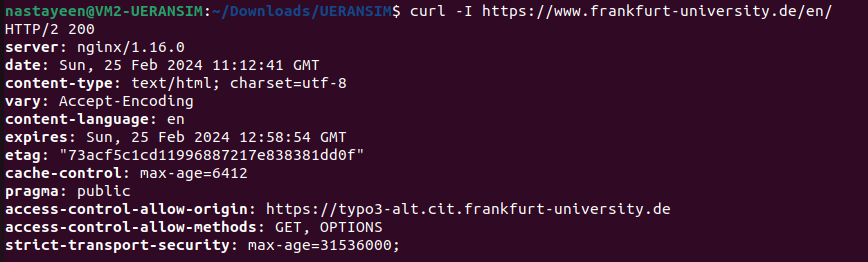 nastayeen@VM2-UERANSIM:~/Downloads/UERANSIM$ curl -I https://www.frankfurt-university.de/en/
HTTP/2 200
server: nginx/1.16.0
date: Sun, 25 Feb 2024 11:12:41 GMT
content-type: text/html; charset=utf-8
vary: Accept-Encoding
content-language: en
expires: Sun, 25 Feb 2024 12:58:54 GMT
etag: "73acf5c1cd11996887217e838381dd0f"
cache-control: max-age=6412
pragma: public
access-control-allow-origin: https://typo3-alt.cit.frankfurt-university.de
access-control-allow-methods: GET, OPTIONS
strict-transport-security: max-age=31536000;